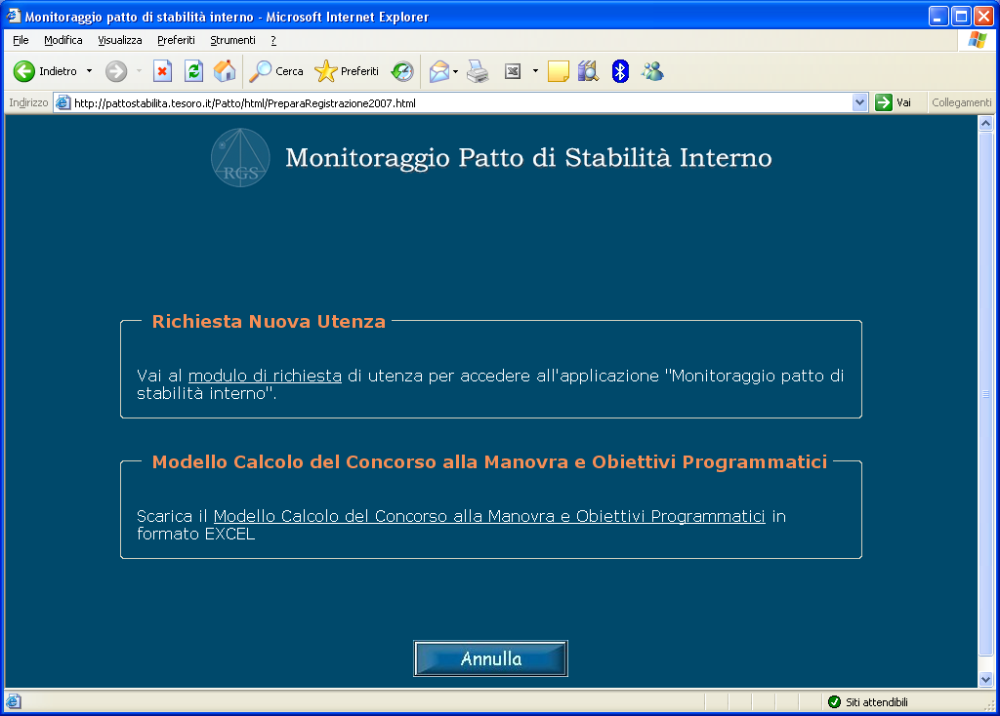 Monitoraggio patto di stabilità interno - Microsoft Internet Explorer
File Modifica Visualizza Preferiti Strumenti ?
Indietro Cerca Preferiti
Indirizzo http://pattostabilita.tesoro.it/Patto/html/PreparaRegistrazione2007.html Vai Collegamenti
RGS Monitoraggio Patto di Stabilità Interno
Richiesta Nuova Utenza
Vai al modulo di richiesta di utenza per accedere all'applicazione "Monitoraggio patto di
stabilità interno".
Modello Calcolo del Concorso alla Manovra e Obiettivi Programmatici
Scarica il Modello Calcolo del Concorso alla Manovra e Obiettivi Programmatici in
formato EXCEL
Annulla
Siti attendibili